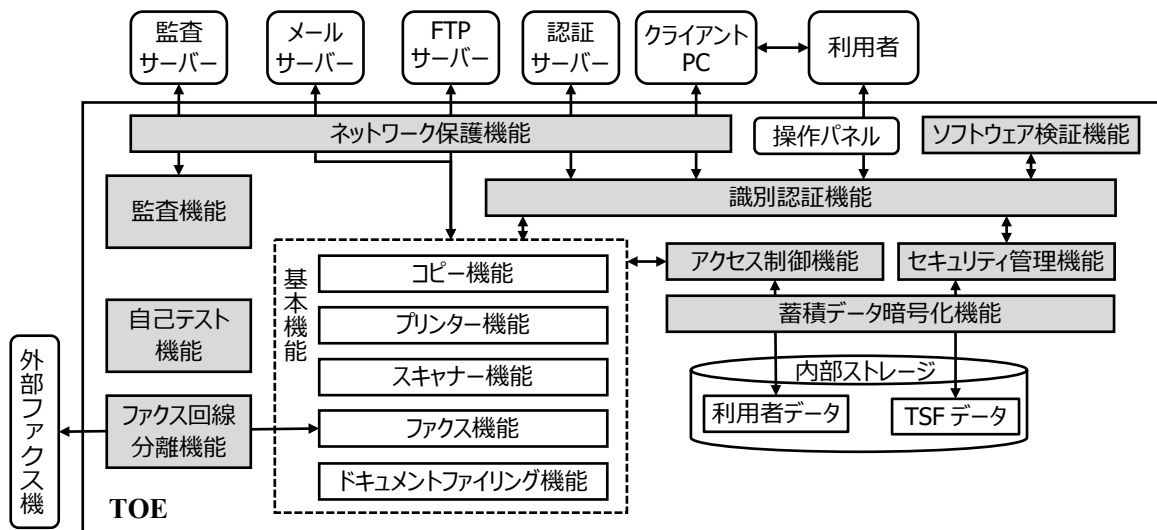 監査
サーバー
メール
サーバー
FTP
サーバー
認証
サーバー
クライアント
PC
利用者
ネットワーク保護機能
操作パネル
ソフトウェア検証機能
監査機能
識別認証機能
基本機能
コピー機能
プリンター機能
スキャナー機能
ファクス機能
ドキュメントファイリング機能
アクセス制御機能
セキュリティ管理機能
自己テスト
機能
蓄積データ暗号化機能
内部ストレージ
利用者データ
TSF データ
外部ファクス機
ファクス回線
分離機能
TOE